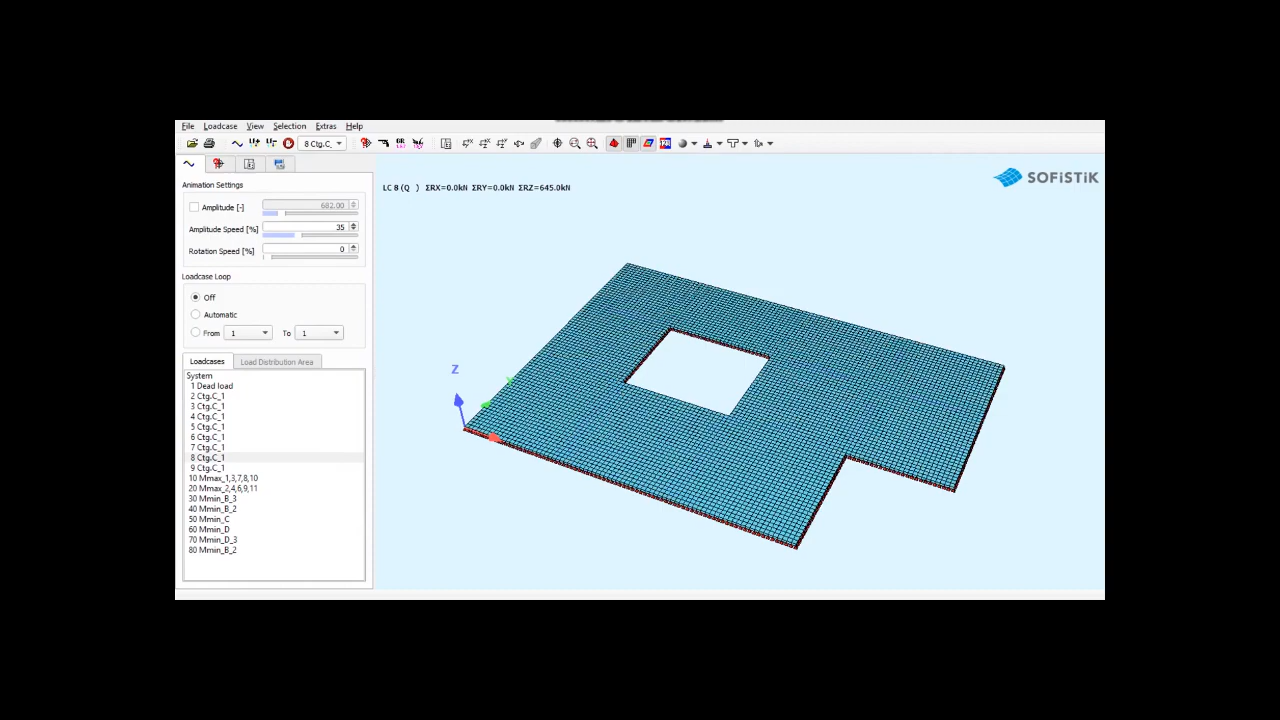 File Loadcase View Selection Extras Help
8 Ctg.C_
Animation Settings
LC 8 (Q ) ΣRX=0.0kN ΣRY=0.0kN ΣRZ=645.0kN
SOFiSTiK
Amplitude [-] 682.00
Amplitude Speed [%] 35
Rotation Speed [%] 0
Loadcase Loop
Off
Automatic
From 1 To 1
Loadcases Load Distribution Area
System
1 Dead load
2 Ctg.C_1
3 Ctg.C_1
4 Ctg.C_1
5 Ctg.C_1
6 Ctg.C_1
7 Ctg.C_1
8 Ctg.C_1
9 Ctg.C_1
10 Mmax_1,3,7,8,10
20 Mmax_2,4,6,9,11
30 Mmin_B_3
40 Mmin_B_2
50 Mmin_C
60 Mmin_D
70 Mmin_D_3
80 Mmin_B_2
Z
Y